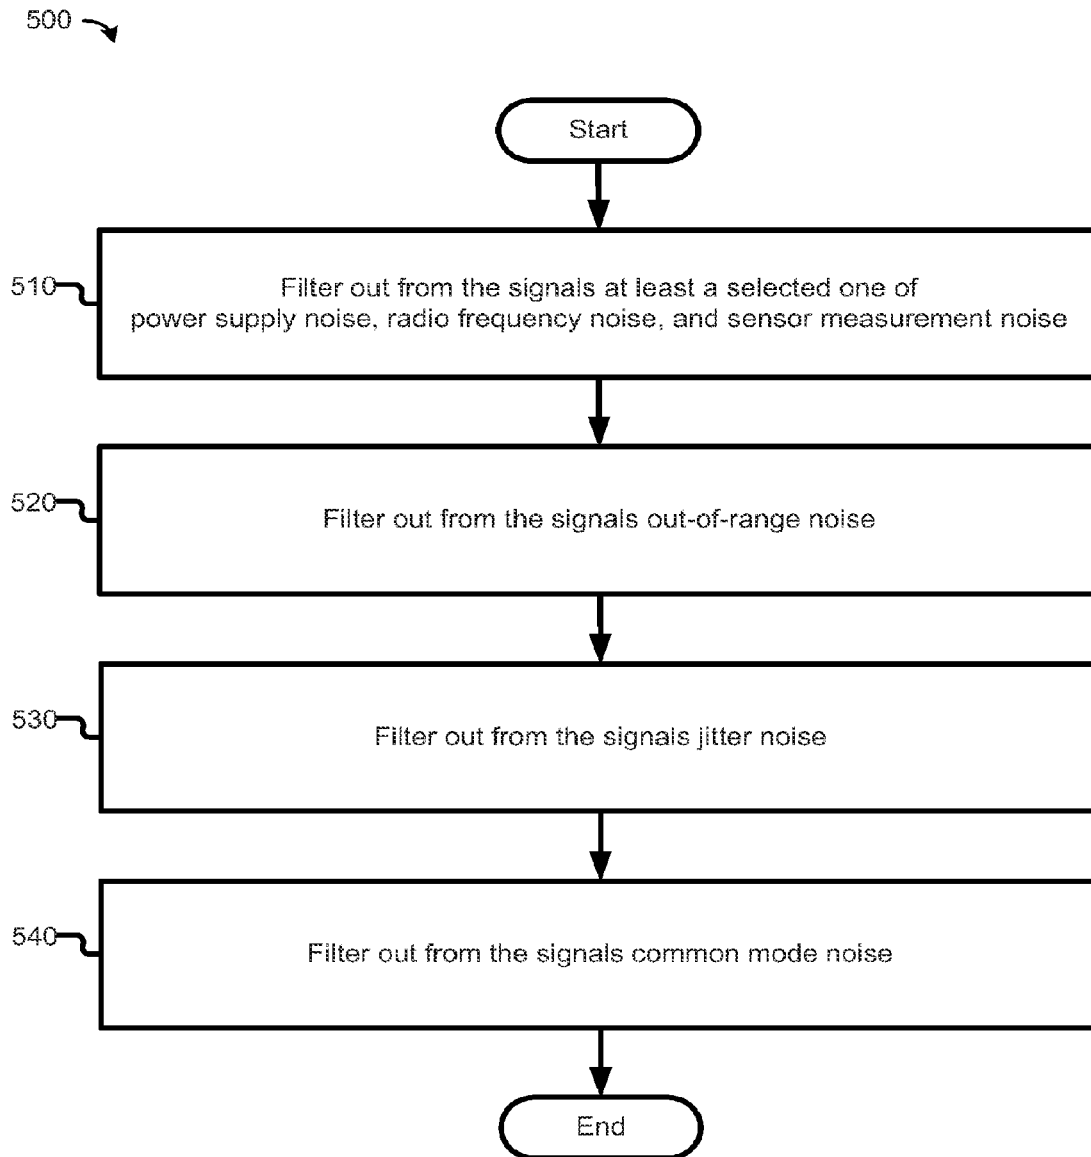 500
Start
510
Filter out from the signals at least a selected one of
power supply noise, radio frequency noise, and sensor measurement noise
520
Filter out from the signals out-of-range noise
530
Filter out from the signals jitter noise
540
Filter out from the signals common mode noise
End